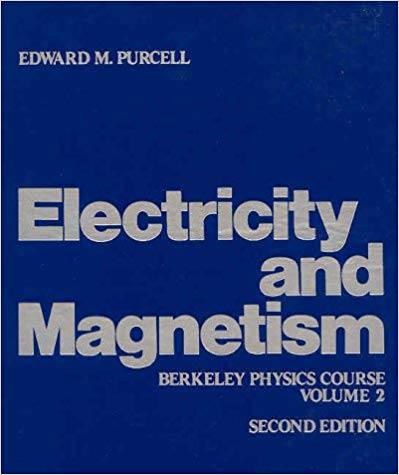 EDWARD M. PURCELL
Electricity
and
Magnetism
BERKELEY PHYSICS COURSE
VOLUME 2
SECOND EDITION